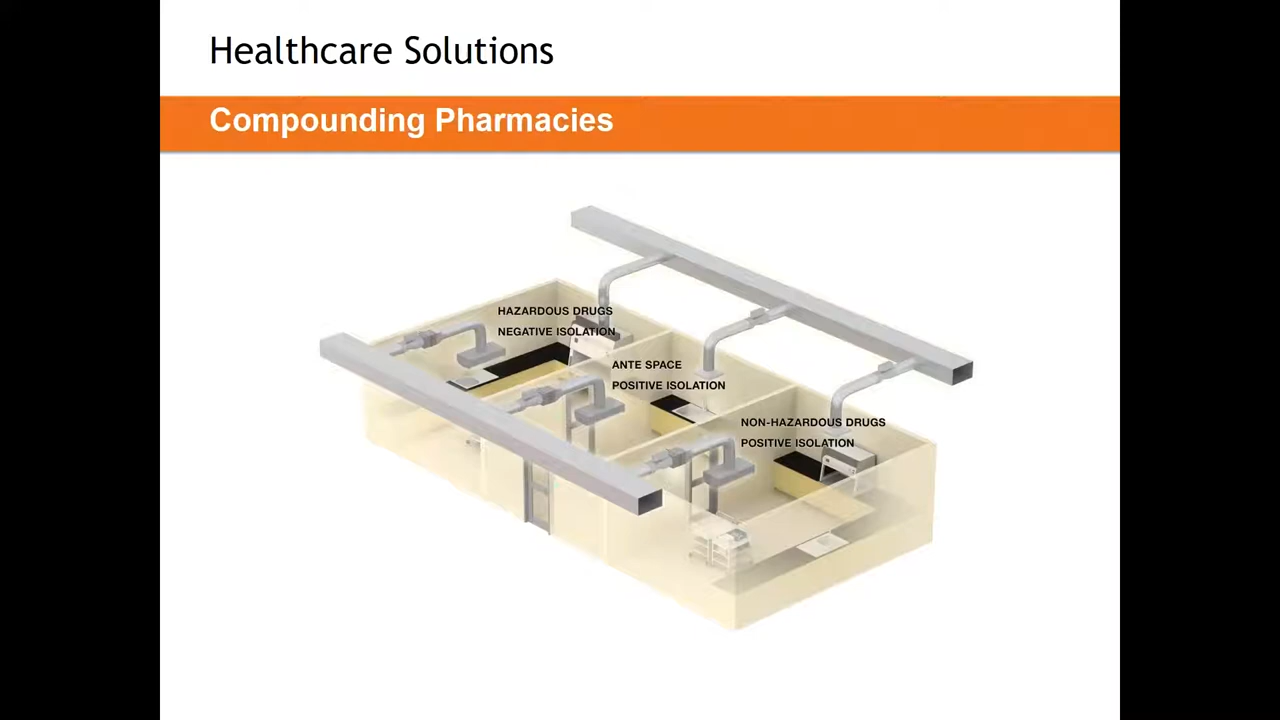 Healthcare Solutions
Compounding Pharmacies
HAZARDOUS DRUGS
NEGATIVE ISOLATION
ANTE SPACE
POSITIVE ISOLATION
NON-HAZARDOUS DRUGS
POSITIVE ISOLATION